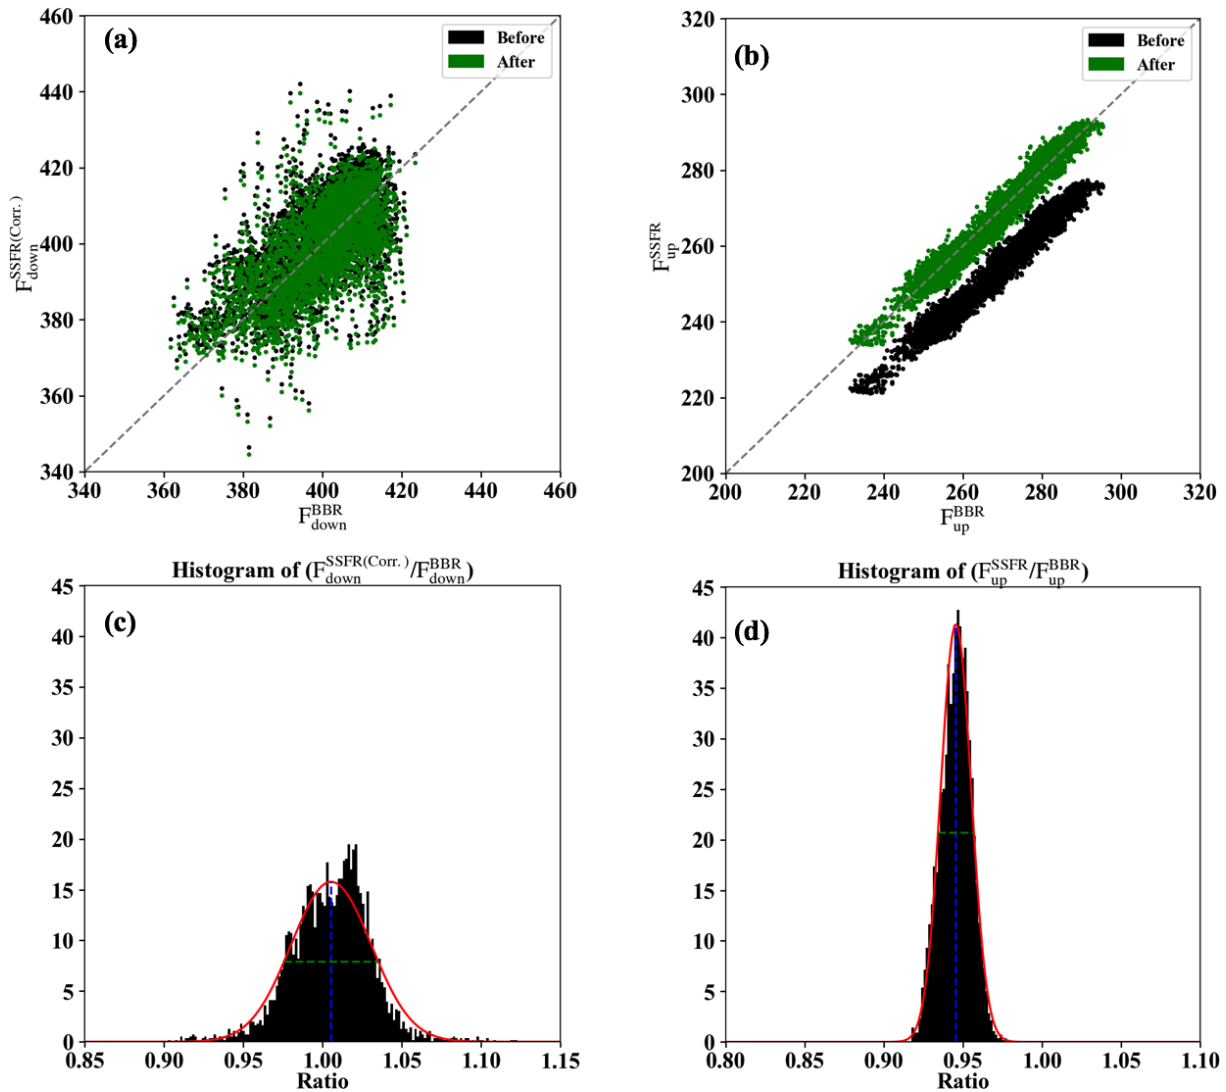 (a)
Before
After
460
440
420
400
380
360
340
F_down^SSFR(Corr.)
340 360 380 400 420 440 460
F_down^BBR
(b)
Before
After
320
300
280
260
240
220
200
F_up^SSFR
200 220 240 260 280 300 320
F_up^BBR
Histogram of (F_down^SSFR(Corr.)/F_down^BBR)
(c)
45
40
35
30
25
20
15
10
5
0
0.85 0.90 0.95 1.00 1.05 1.10 1.15
Ratio
Histogram of (F_up^SSFR/F_up^BBR)
(d)
45
40
35
30
25
20
15
10
5
0
0.80 0.85 0.90 0.95 1.00 1.05 1.10
Ratio